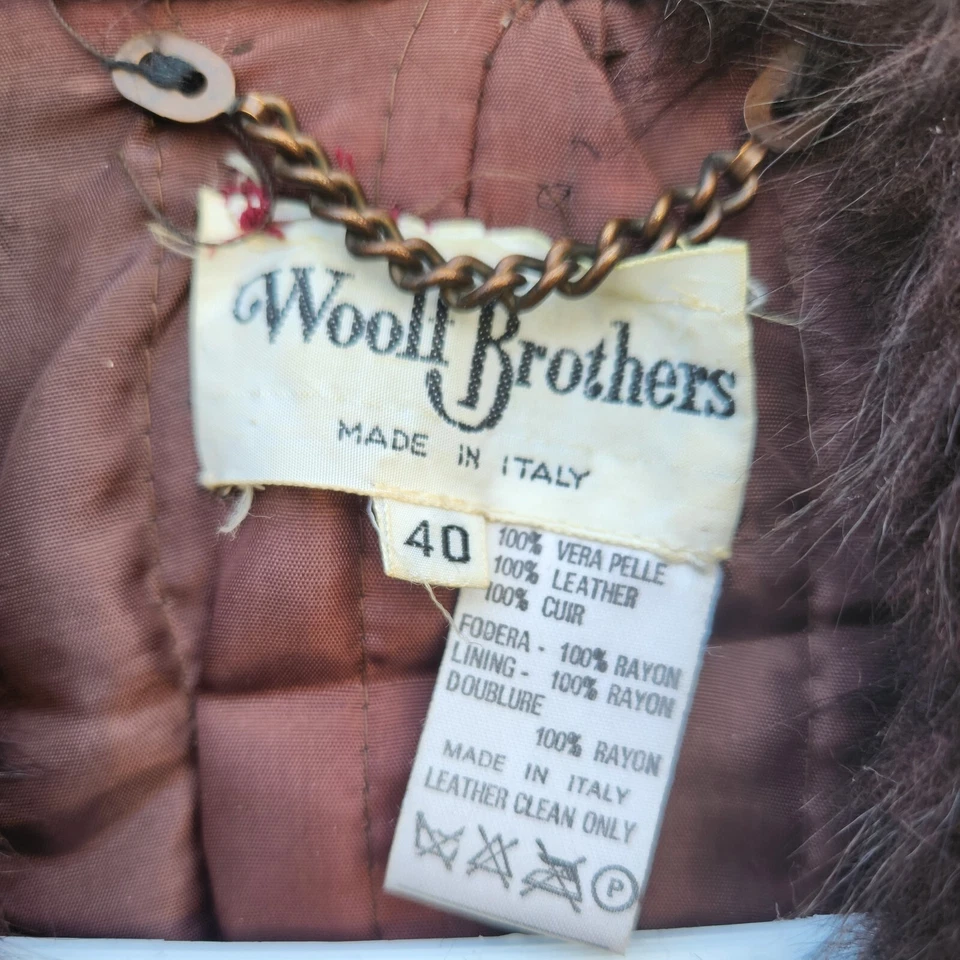 Woolf Brothers
MADE IN ITALY
40
100% VERA PELLE
100% LEATHER
100% CUIR
FODERA - 100% RAYON
LINING - 100% RAYON
DOUBLURE
100% RAYON
MADE IN ITALY
LEATHER CLEAN ONLY
P